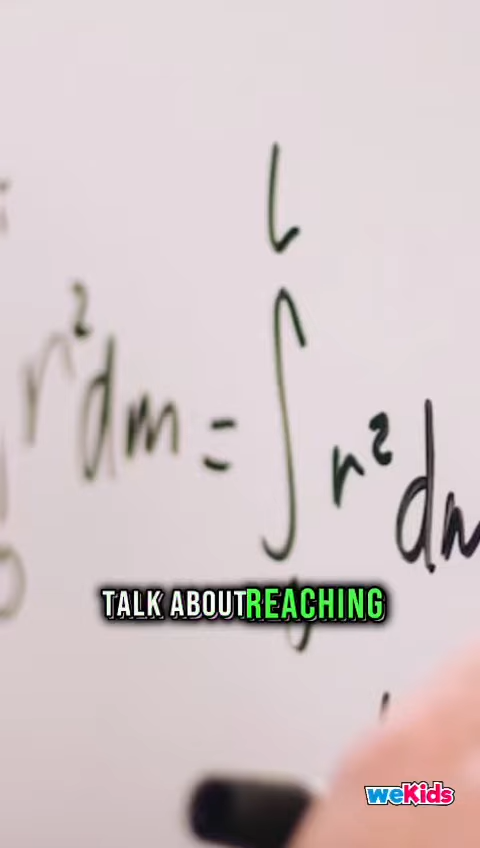 L
r²dm = ∫ r²dm
TALK ABOUT REACHING
weKids